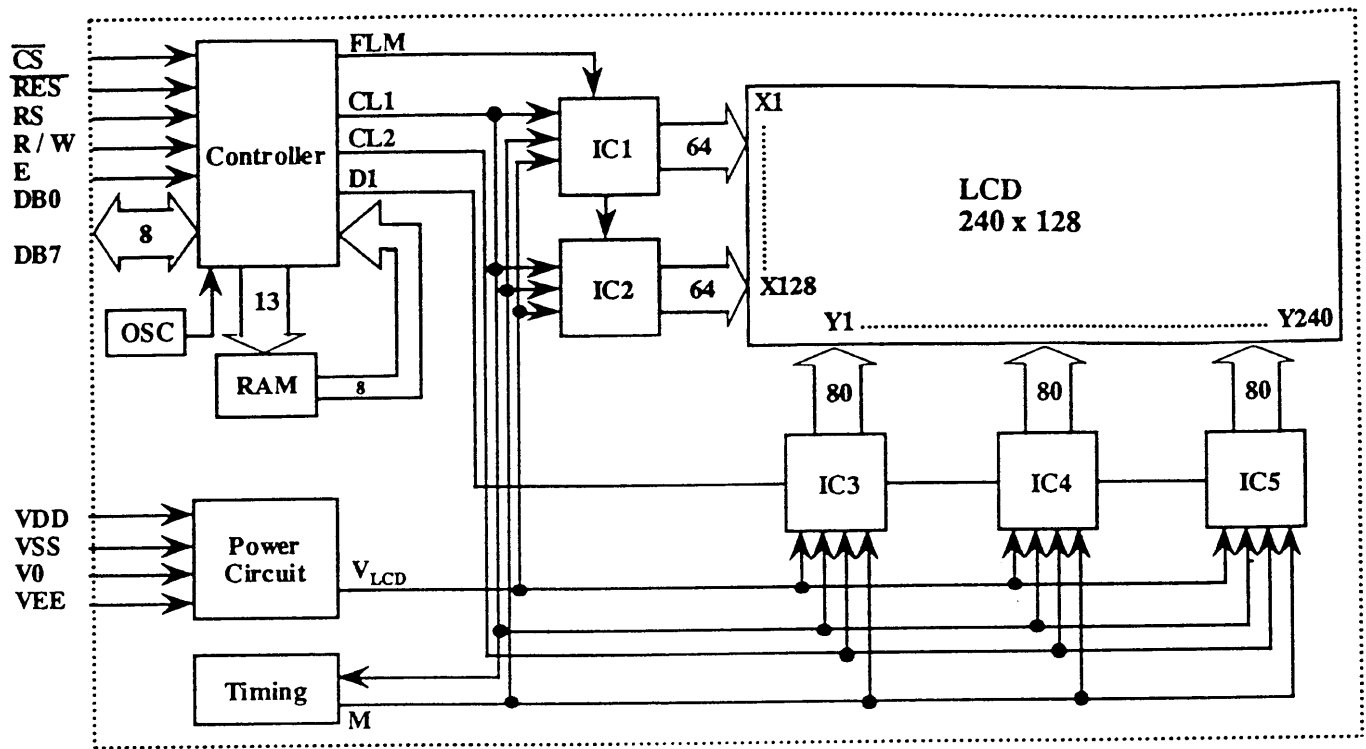 CS
RES
RS
R / W
E
DB0
8
DB7
Controller
FLM
CL1
CL2
D1
OSC
13
RAM
8
IC1
64
IC2
64
X1
LCD
240 x 128
X128
Y1
Y240
80
80
80
IC3
IC4
IC5
VDD
VSS
V0
VEE
Power
Circuit
VLCD
Timing
M